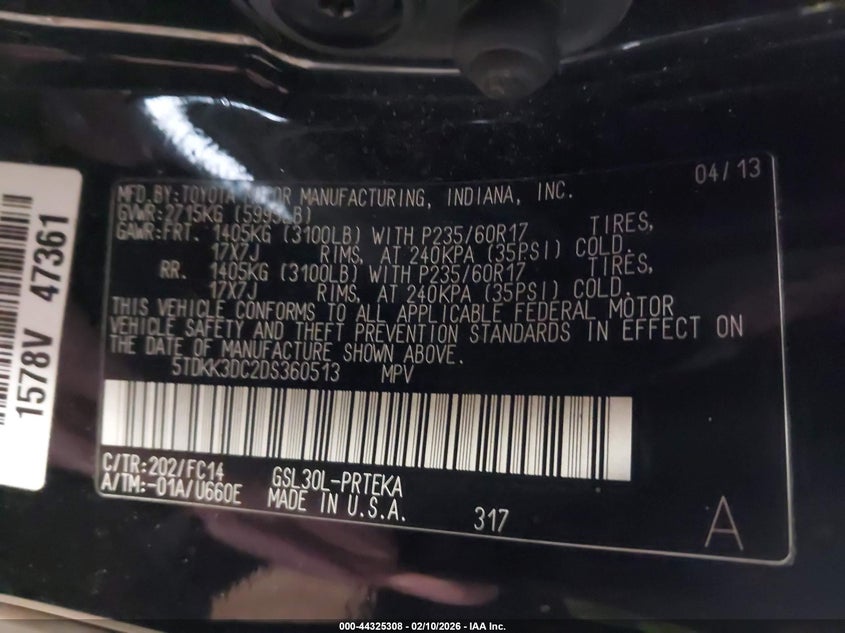 04/13
MFD.BY:TOYOTA MOTOR MANUFACTURING, INDIANA, INC.
GVWR:2715KG (5995LB)
GAWR:FRT. 1405KG (3100LB) WITH P235/60R17 TIRES,
17X7J RIMS, AT 240KPA (35PSI) COLD.
RR. 1405KG (3100LB) WITH P235/60R17 TIRES,
17X7J RIMS, AT 240KPA (35PSI) COLD.
THIS VEHICLE CONFORMS TO ALL APPLICABLE FEDERAL MOTOR
VEHICLE SAFETY AND THEFT PREVENTION STANDARDS IN EFFECT ON
THE DATE OF MANUFACTURE SHOWN ABOVE.
5TDKK3DC2DS360513 MPV
C/TR:202/FC14 GSL30L-PRTEKA
A/TM:-01A/U660E MADE IN U.S.A. 317 A
1578V 47361
000-44325308 - 02/10/2026 - IAA Inc.